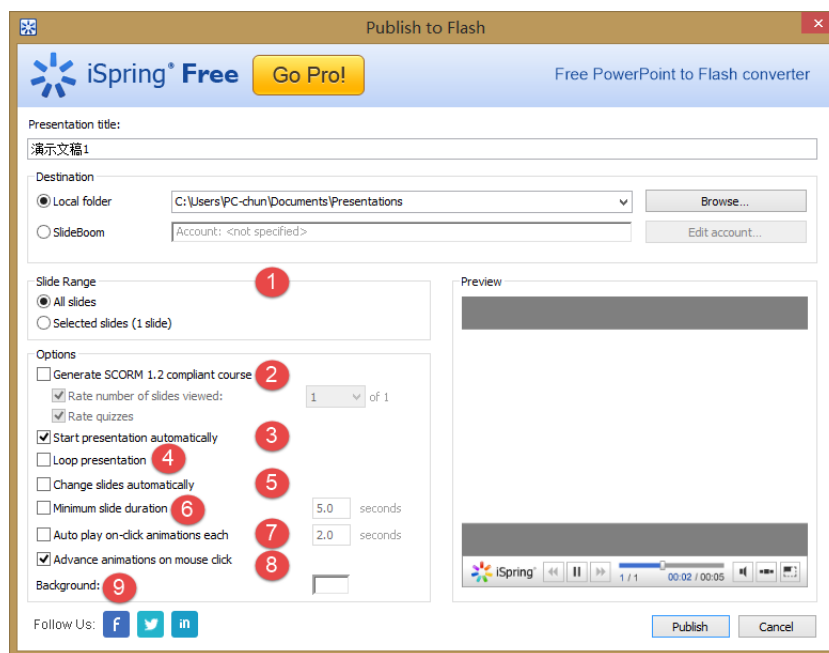 Publish to Flash
iSpring® Free Go Pro! Free PowerPoint to Flash converter
Presentation title:
演示文稿1
Destination
Local folder C:\Users\PC-chun\Documents\Presentations Browse...
SlideBoom Account: <not specified> Edit account...
Slide Range 1
All slides
Selected slides (1 slide)
Preview
Options
Generate SCORM 1.2 compliant course 2
Rate number of slides viewed: 1 of 1
Rate quizzes
Start presentation automatically 3
Loop presentation 4
Change slides automatically 5
Minimum slide duration 6 5.0 seconds
Auto play on-click animations each 7 2.0 seconds
Advance animations on mouse click 8
Background: 9
iSpring® 1 / 1 00:02 / 00:05
Follow Us: f in Publish Cancel